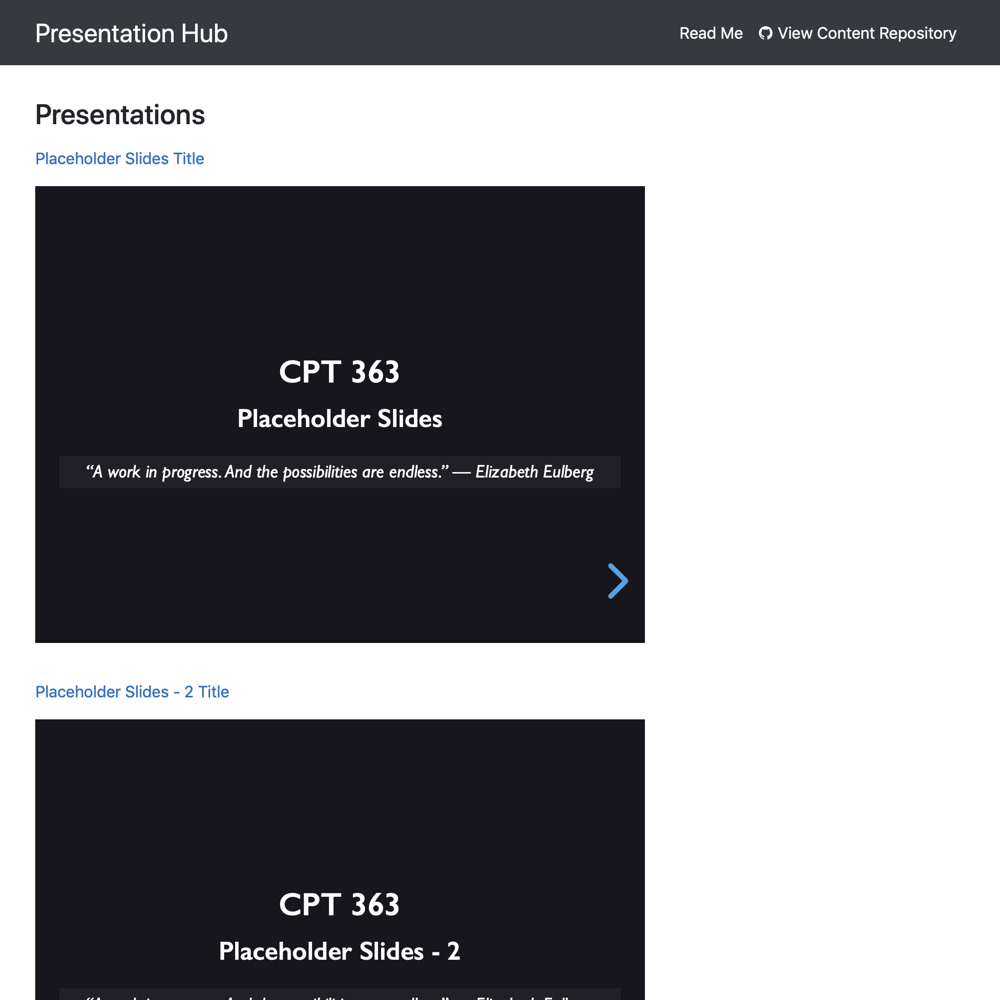 Presentation Hub
Read Me
View Content Repository
Presentations
Placeholder Slides Title
CPT 363
Placeholder Slides
“A work in progress. And the possibilities are endless.” — Elizabeth Eulberg
Placeholder Slides - 2 Title
CPT 363
Placeholder Slides - 2